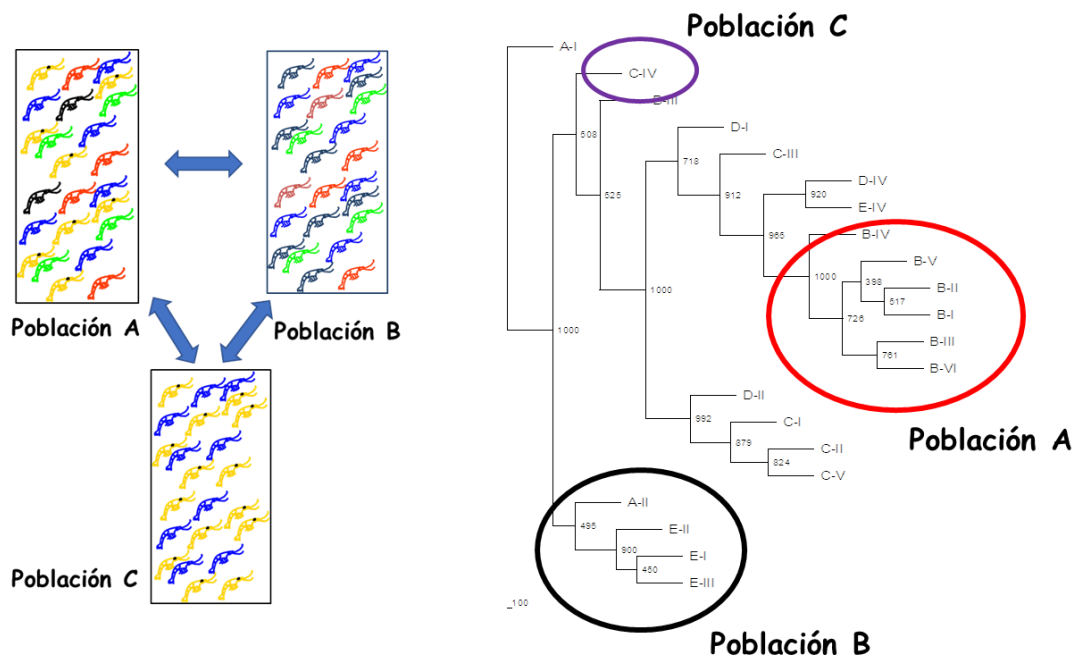 Población C
A-I
C-IV
D-III
508
D-I
718
C-III
912
525
D-IV
920
E-IV
965
B-IV
1000
B-V
398
B-II
517
B-I
726
B-III
761
B-VI
1000
1000
D-II
992
C-I
879
C-II
824
C-V
Población A
A-II
495
E-II
900
E-I
450
E-III
_100
Población B
Población A
Población B
Población C